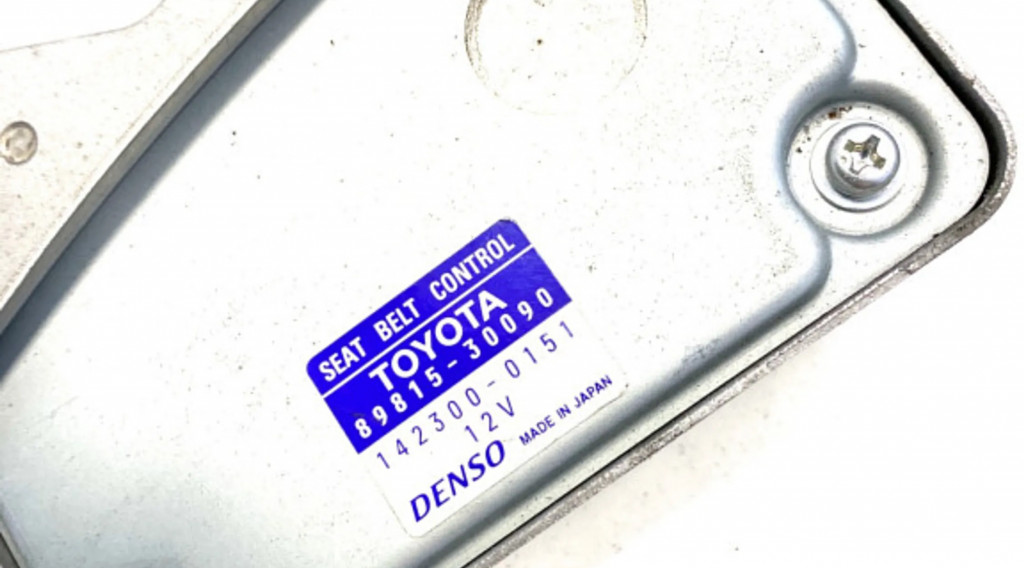 SEAT BELT CONTROL
TOYOTA
89815-30090
142300-0151
12V
DENSO MADE IN JAPAN